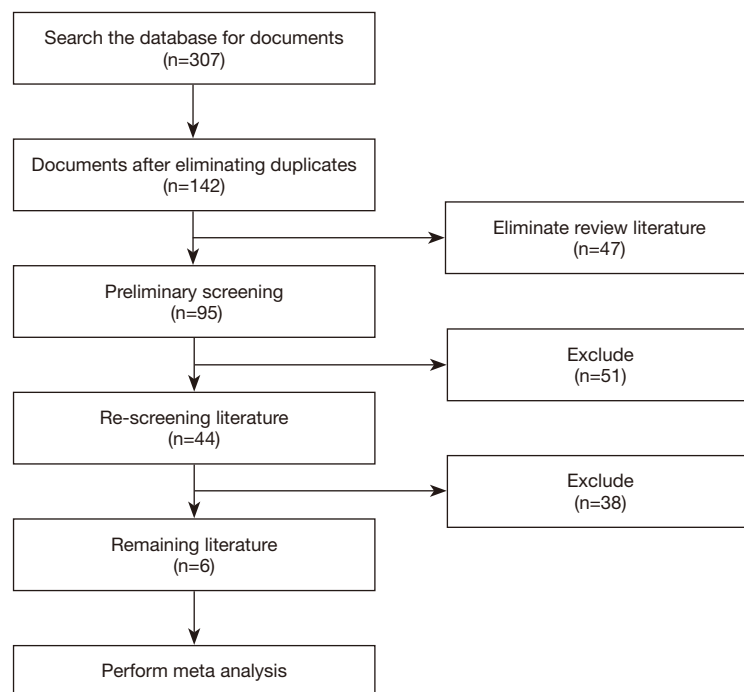 Search the database for documents
(n=307)
Documents after eliminating duplicates
(n=142)
Eliminate review literature
(n=47)
Preliminary screening
(n=95)
Exclude
(n=51)
Re-screening literature
(n=44)
Exclude
(n=38)
Remaining literature
(n=6)
Perform meta analysis